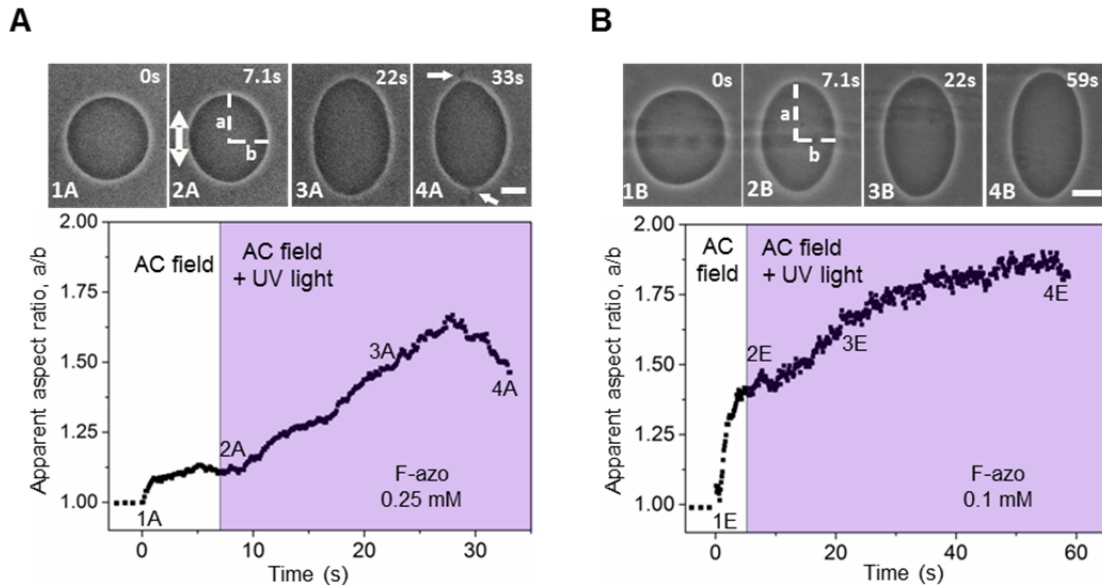 A
0s
7.1s
22s
33s
a
b
1A
2A
3A
4A
Apparent aspect ratio, a/b
2.00
1.75
1.50
1.25
1.00
AC field
AC field
+ UV light
1A
2A
3A
4A
F-azo
0.25 mM
0
10
20
30
Time (s)
B
0s
7.1s
22s
59s
a
b
1B
2B
3B
4B
Apparent aspect ratio, a/b
2.00
1.75
1.50
1.25
1.00
AC
field
AC field
+ UV light
1E
2E
3E
4E
F-azo
0.1 mM
0
20
40
60
Time (s)